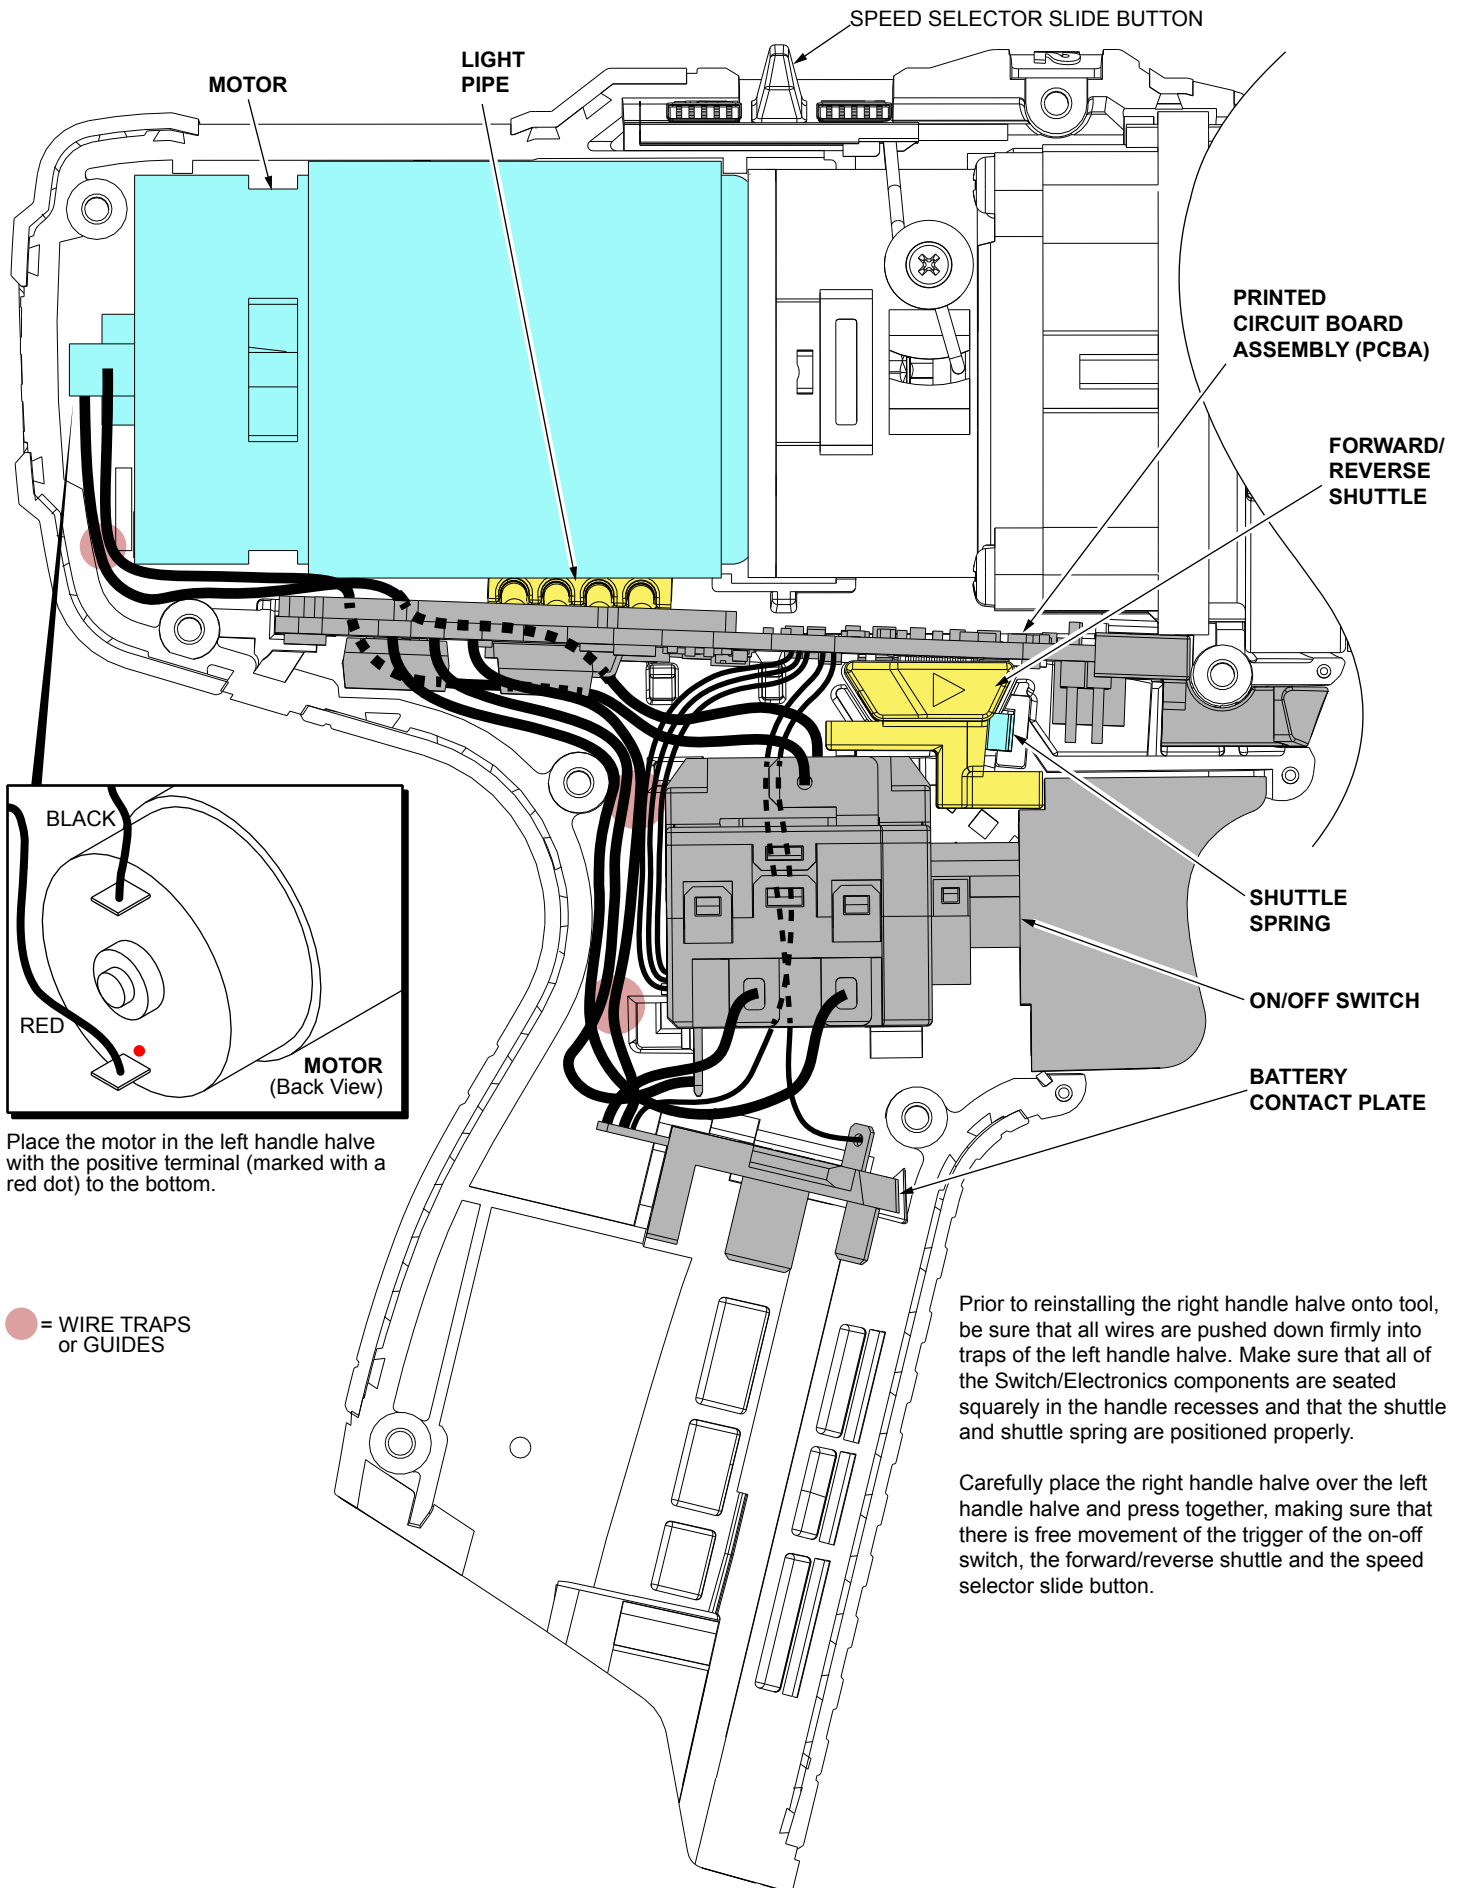 SPEED SELECTOR SLIDE BUTTON
LIGHT
PIPE
MOTOR
PRINTED
CIRCUIT BOARD
ASSEMBLY (PCBA)
FORWARD/
REVERSE
SHUTTLE
BLACK
RED
MOTOR
(Back View)
SHUTTLE
SPRING
ON/OFF SWITCH
BATTERY
CONTACT PLATE
Place the motor in the left handle halve
with the positive terminal (marked with a
red dot) to the bottom.
= WIRE TRAPS
or GUIDES
Prior to reinstalling the right handle halve onto tool,
be sure that all wires are pushed down firmly into
traps of the left handle halve. Make sure that all of
the Switch/Electronics components are seated
squarely in the handle recesses and that the shuttle
and shuttle spring are positioned properly.
Carefully place the right handle halve over the left
handle halve and press together, making sure that
there is free movement of the trigger of the on-off
switch, the forward/reverse shuttle and the speed
selector slide button.